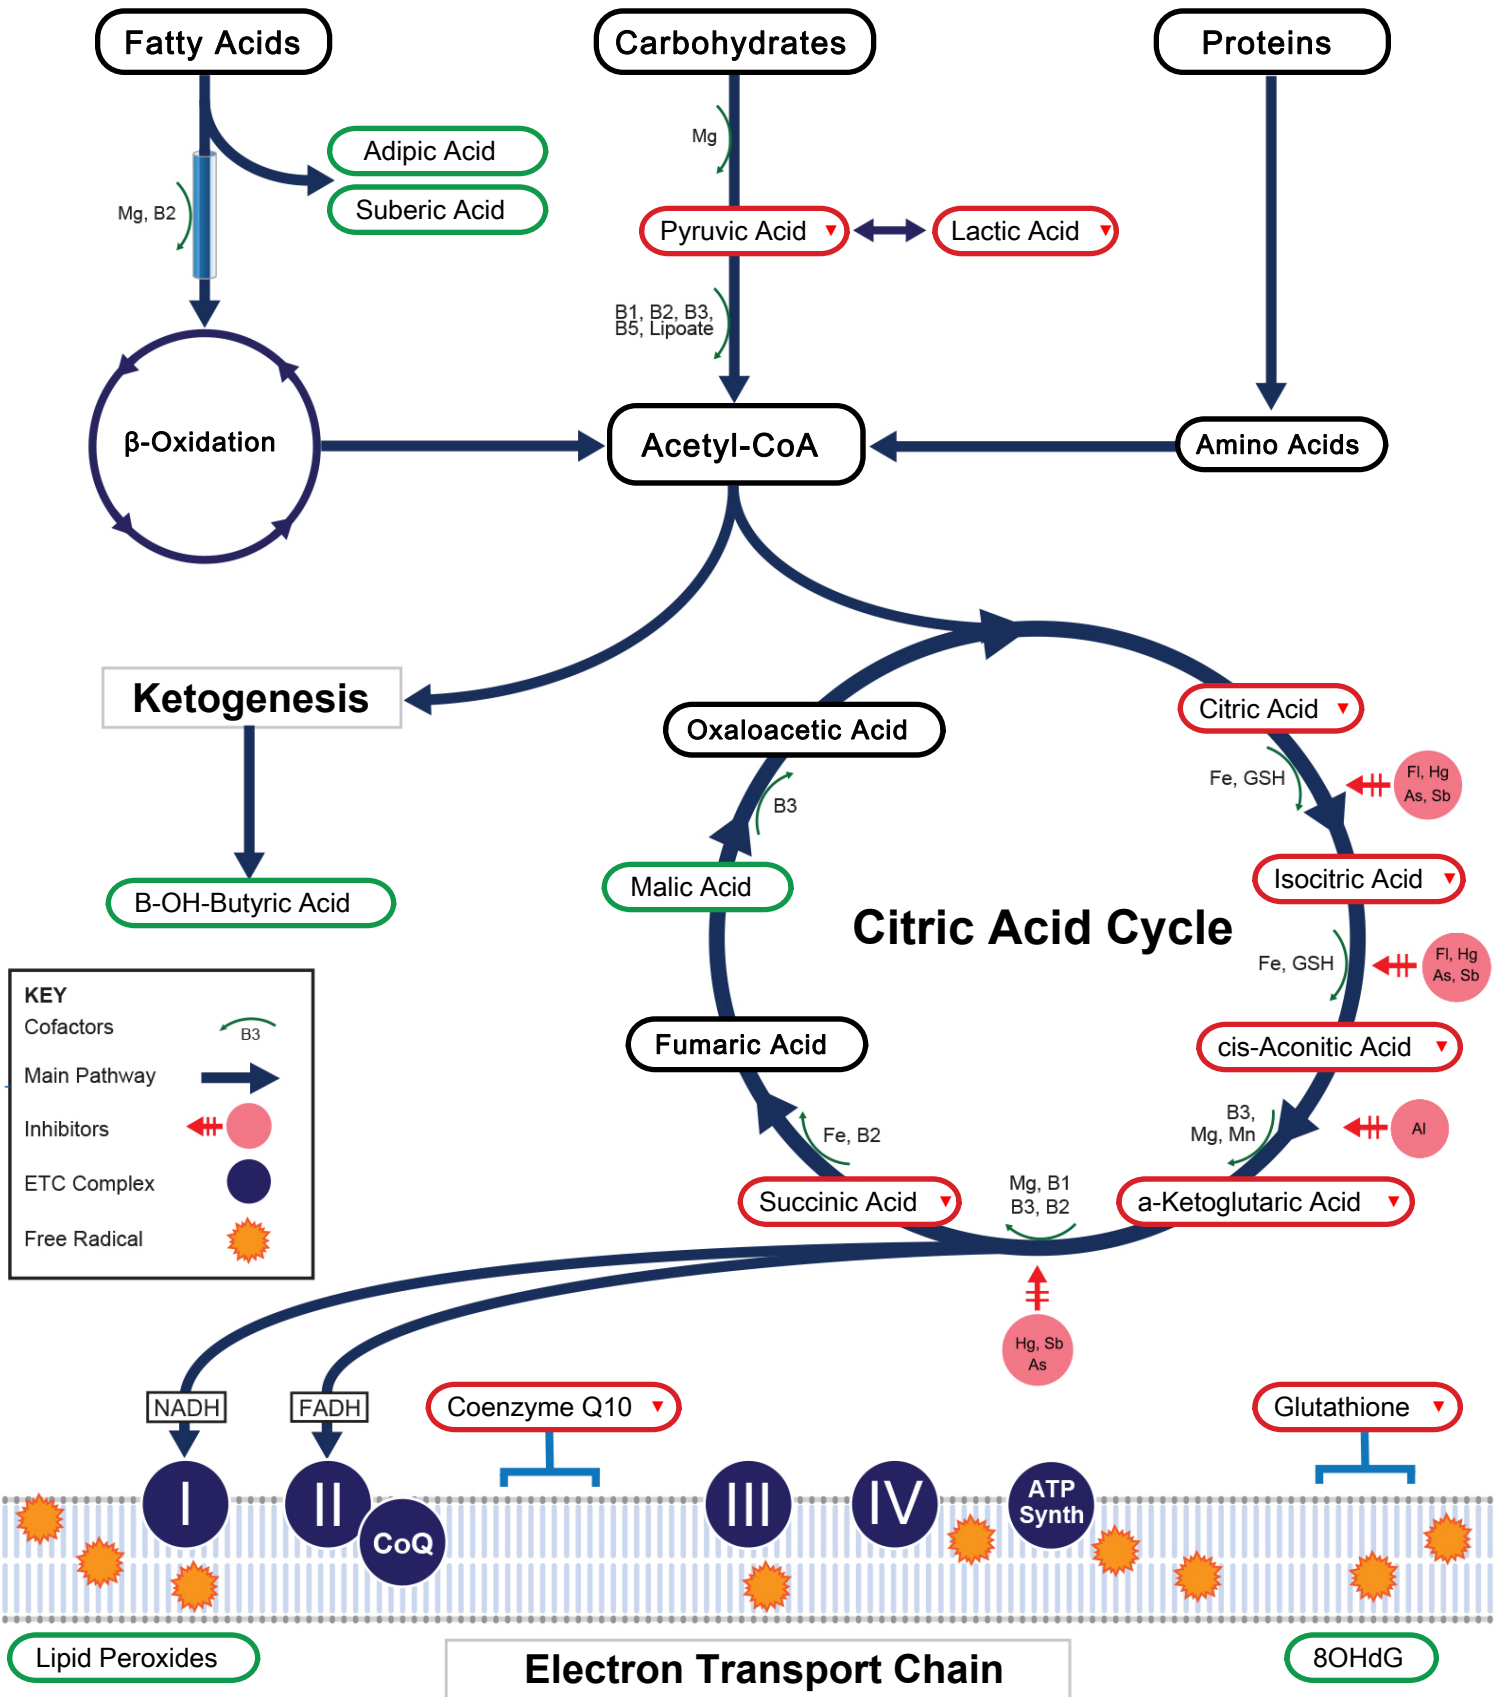 Fatty Acids
Carbohydrates
Proteins
Adipic Acid
Suberic Acid
Mg
Mg, B2
Pyruvic Acid ▼
Lactic Acid ▼
B1, B2, B3,
B5, Lipoate
β-Oxidation
Acetyl-CoA
Amino Acids
Ketogenesis
B-OH-Butyric Acid
Oxaloacetic Acid
Citric Acid ▼
Fe, GSH
Fl, Hg
As, Sb
B3
Malic Acid
Isocitric Acid ▼
Citric Acid Cycle
Fe, GSH
Fl, Hg
As, Sb
Fumaric Acid
cis-Aconitic Acid ▼
B3,
Mg, Mn
Al
Fe, B2
Succinic Acid ▼
Mg, B1
B3, B2
a-Ketoglutaric Acid ▼
Hg, Sb
As
KEY
Cofactors
B3
Main Pathway
Inhibitors
ETC Complex
Free Radical
NADH
FADH
Coenzyme Q10 ▼
Glutathione ▼
I
II
CoQ
III
IV
ATP
Synth
Lipid Peroxides
Electron Transport Chain
8OHdG